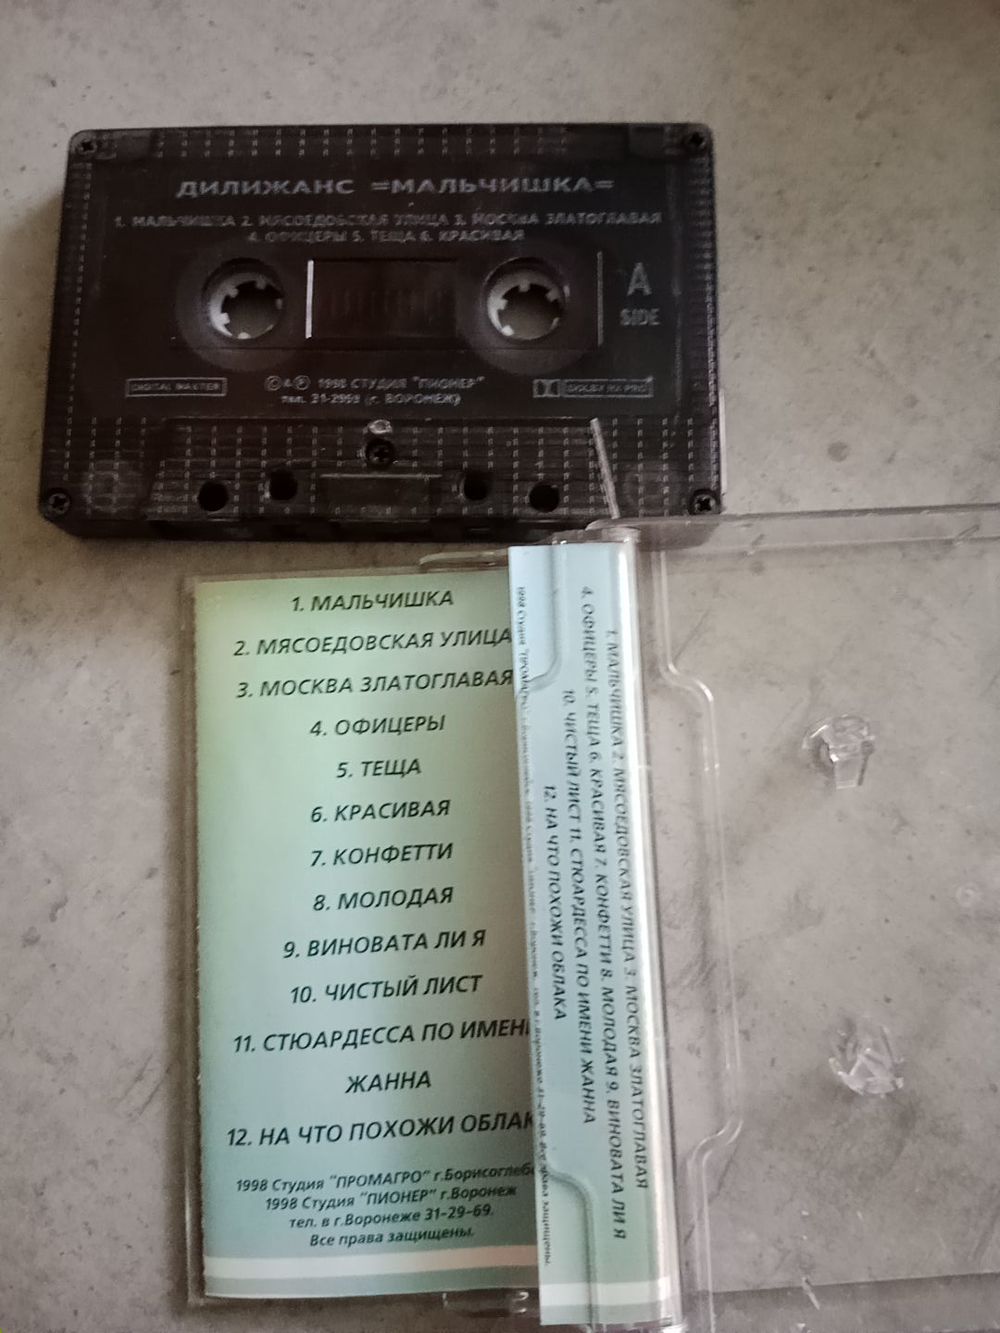 ДИЛИЖАНС =МАЛЬЧИШКА=
1. МАЛЬЧИШКА 2. МЯСОЕДОВСКАЯ УЛИЦА 3. МОСКВА ЗЛАТОГЛАВАЯ
4. ОФИЦЕРЫ 5. ТЕЩА 6. КРАСИВАЯ
A
SIDE
DIGITAL MASTER
© & ℗ 1998 СТУДИЯ "ПИОНЕР"
тел. 31-2969 (г. ВОРОНЕЖ)
DOLBY HX PRO
1. МАЛЬЧИШКА
2. МЯСОЕДОВСКАЯ УЛИЦА
3. МОСКВА ЗЛАТОГЛАВАЯ
4. ОФИЦЕРЫ
5. ТЕЩА
6. КРАСИВАЯ
7. КОНФЕТТИ
8. МОЛОДАЯ
9. ВИНОВАТА ЛИ Я
10. ЧИСТЫЙ ЛИСТ
11. СТЮАРДЕССА ПО ИМЕНИ
ЖАННА
12. НА ЧТО ПОХОЖИ ОБЛАК
1998 Студия "ПРОМАГРО" г.Борисоглебс
1998 Студия "ПИОНЕР" г.Воронеж
тел. в г.Воронеже 31-29-69.
Все права защищены.
1. МАЛЬЧИШКА 2. МЯСОЕДОВСКАЯ УЛИЦА 3. МОСКВА ЗЛАТОГЛАВАЯ
4. ОФИЦЕРЫ 5. ТЕЩА 6. КРАСИВАЯ 7. КОНФЕТТИ 8. МОЛОДАЯ 9. ВИНОВАТА ЛИ Я
10. ЧИСТЫЙ ЛИСТ 11. СТЮАРДЕССА ПО ИМЕНИ ЖАННА
12. НА ЧТО ПОХОЖИ ОБЛАКА